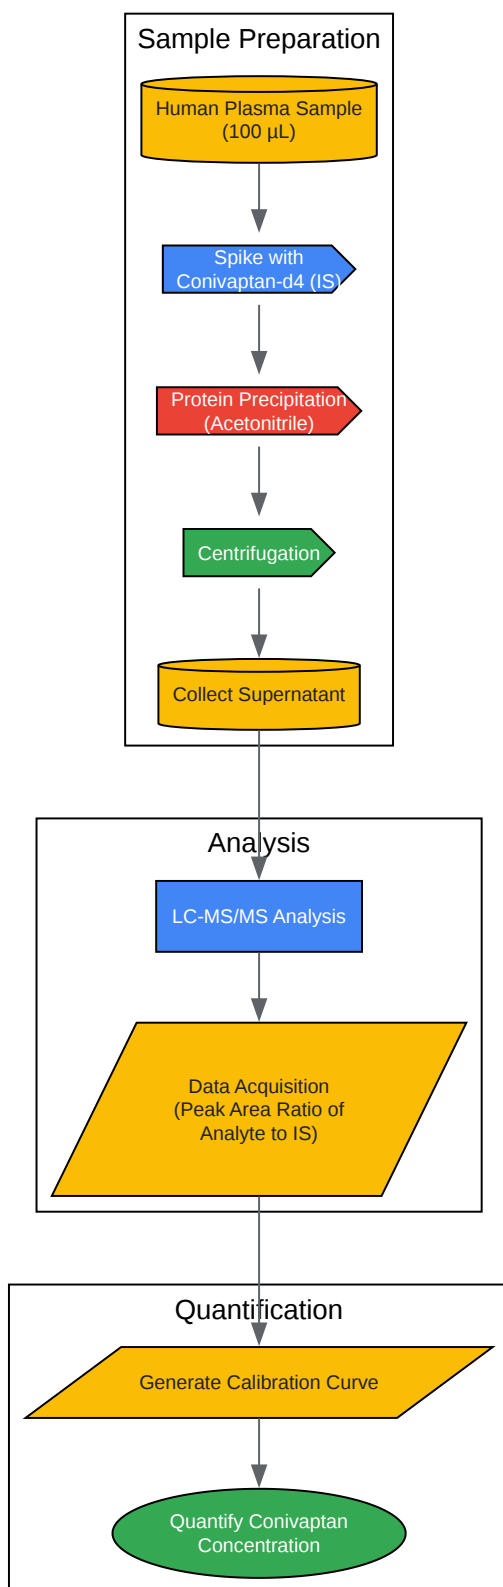 Sample Preparation
Human Plasma Sample
(100 µL)
Spike with
Conivaptan-d4 (IS)
Protein Precipitation
(Acetonitrile)
Centrifugation
Collect Supernatant
Analysis
LC-MS/MS Analysis
Data Acquisition
(Peak Area Ratio of
Analyte to IS)
Quantification
Generate Calibration Curve
Quantify Conivaptan
Concentration